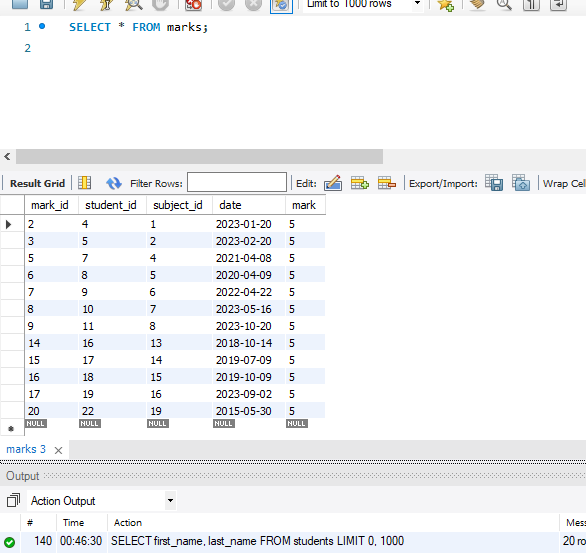 Limit to 1000 rows
1 SELECT * FROM marks;
2
Result Grid Filter Rows: Edit: Export/Import: Wrap Cel
mark_id student_id subject_id date mark
2 4 1 2023-01-20 5
3 5 2 2023-02-20 5
5 7 4 2021-04-08 5
6 8 5 2020-04-09 5
7 9 6 2022-04-22 5
8 10 7 2023-05-16 5
9 11 8 2023-10-20 5
14 16 13 2018-10-14 5
15 17 14 2019-07-09 5
16 18 15 2019-10-09 5
17 19 16 2023-09-02 5
20 22 19 2015-05-30 5
NULL NULL NULL NULL NULL
marks 3
Output
Action Output
# Time Action Mess
140 00:46:30 SELECT first_name, last_name FROM students LIMIT 0, 1000 20 ro